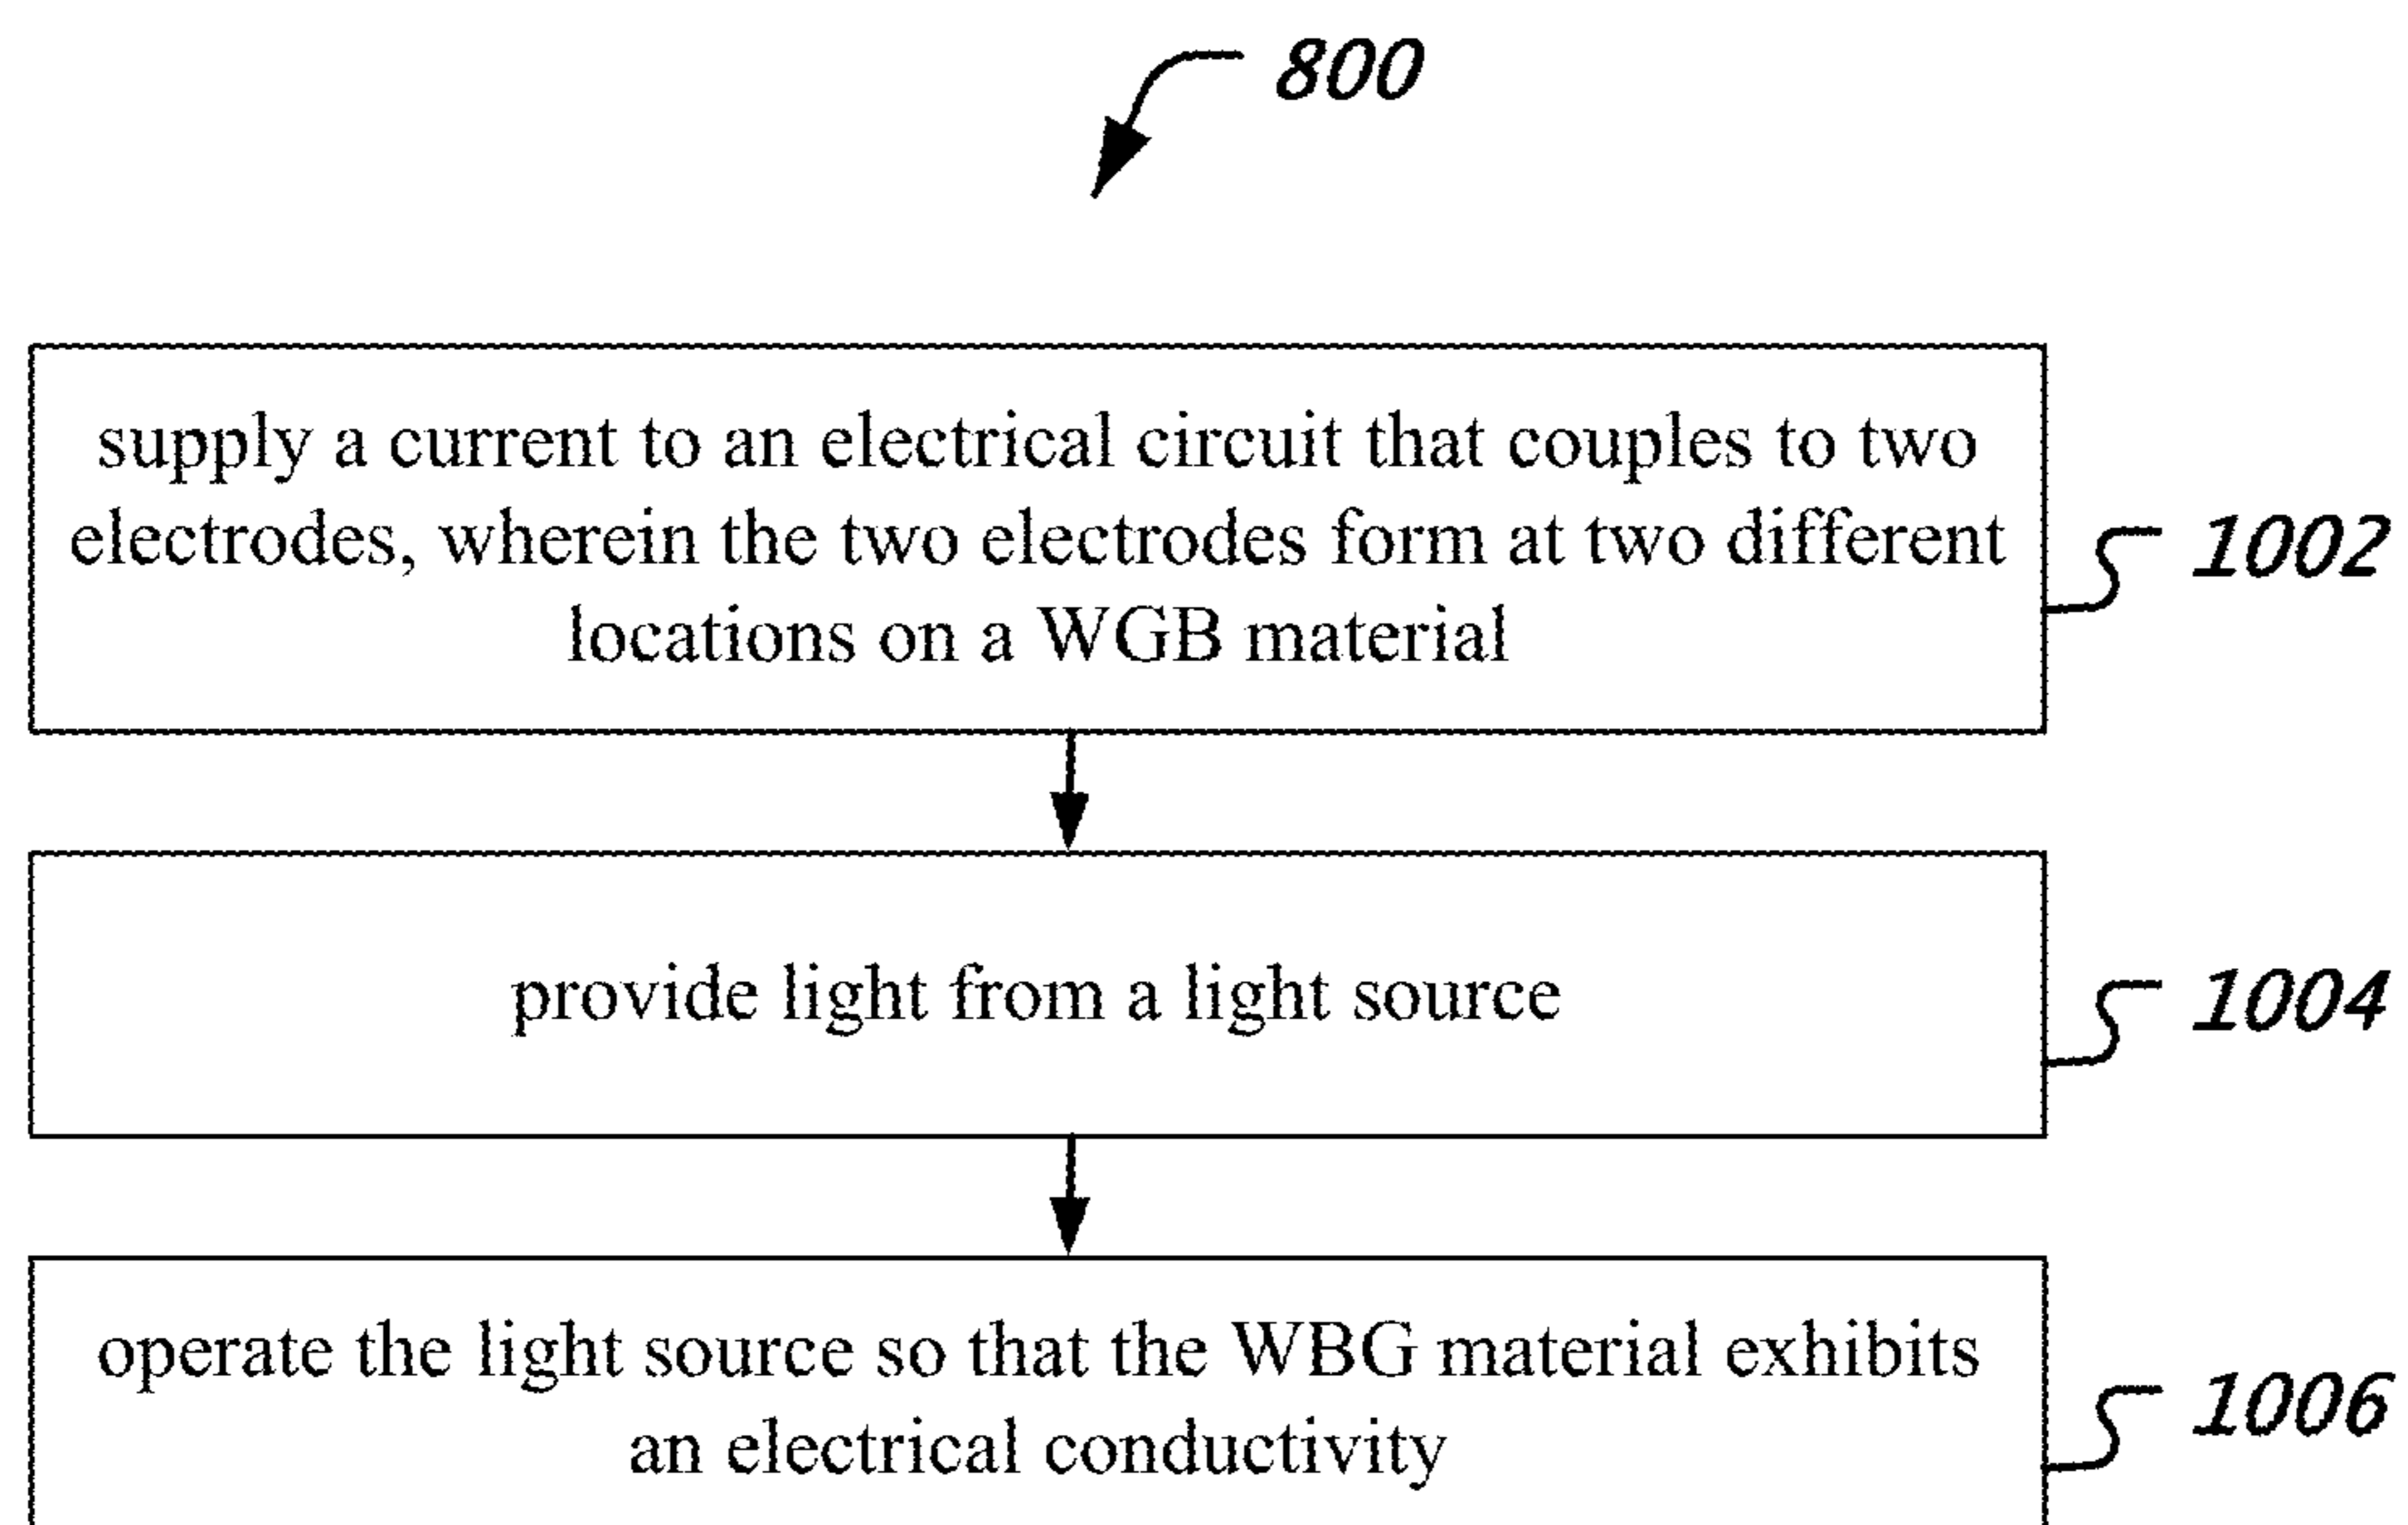 800
supply a current to an electrical circuit that couples to two
electrodes, wherein the two electrodes form at two different
locations on a WGB material
1002
provide light from a light source
1004
operate the light source so that the WBG material exhibits
an electrical conductivity
1006